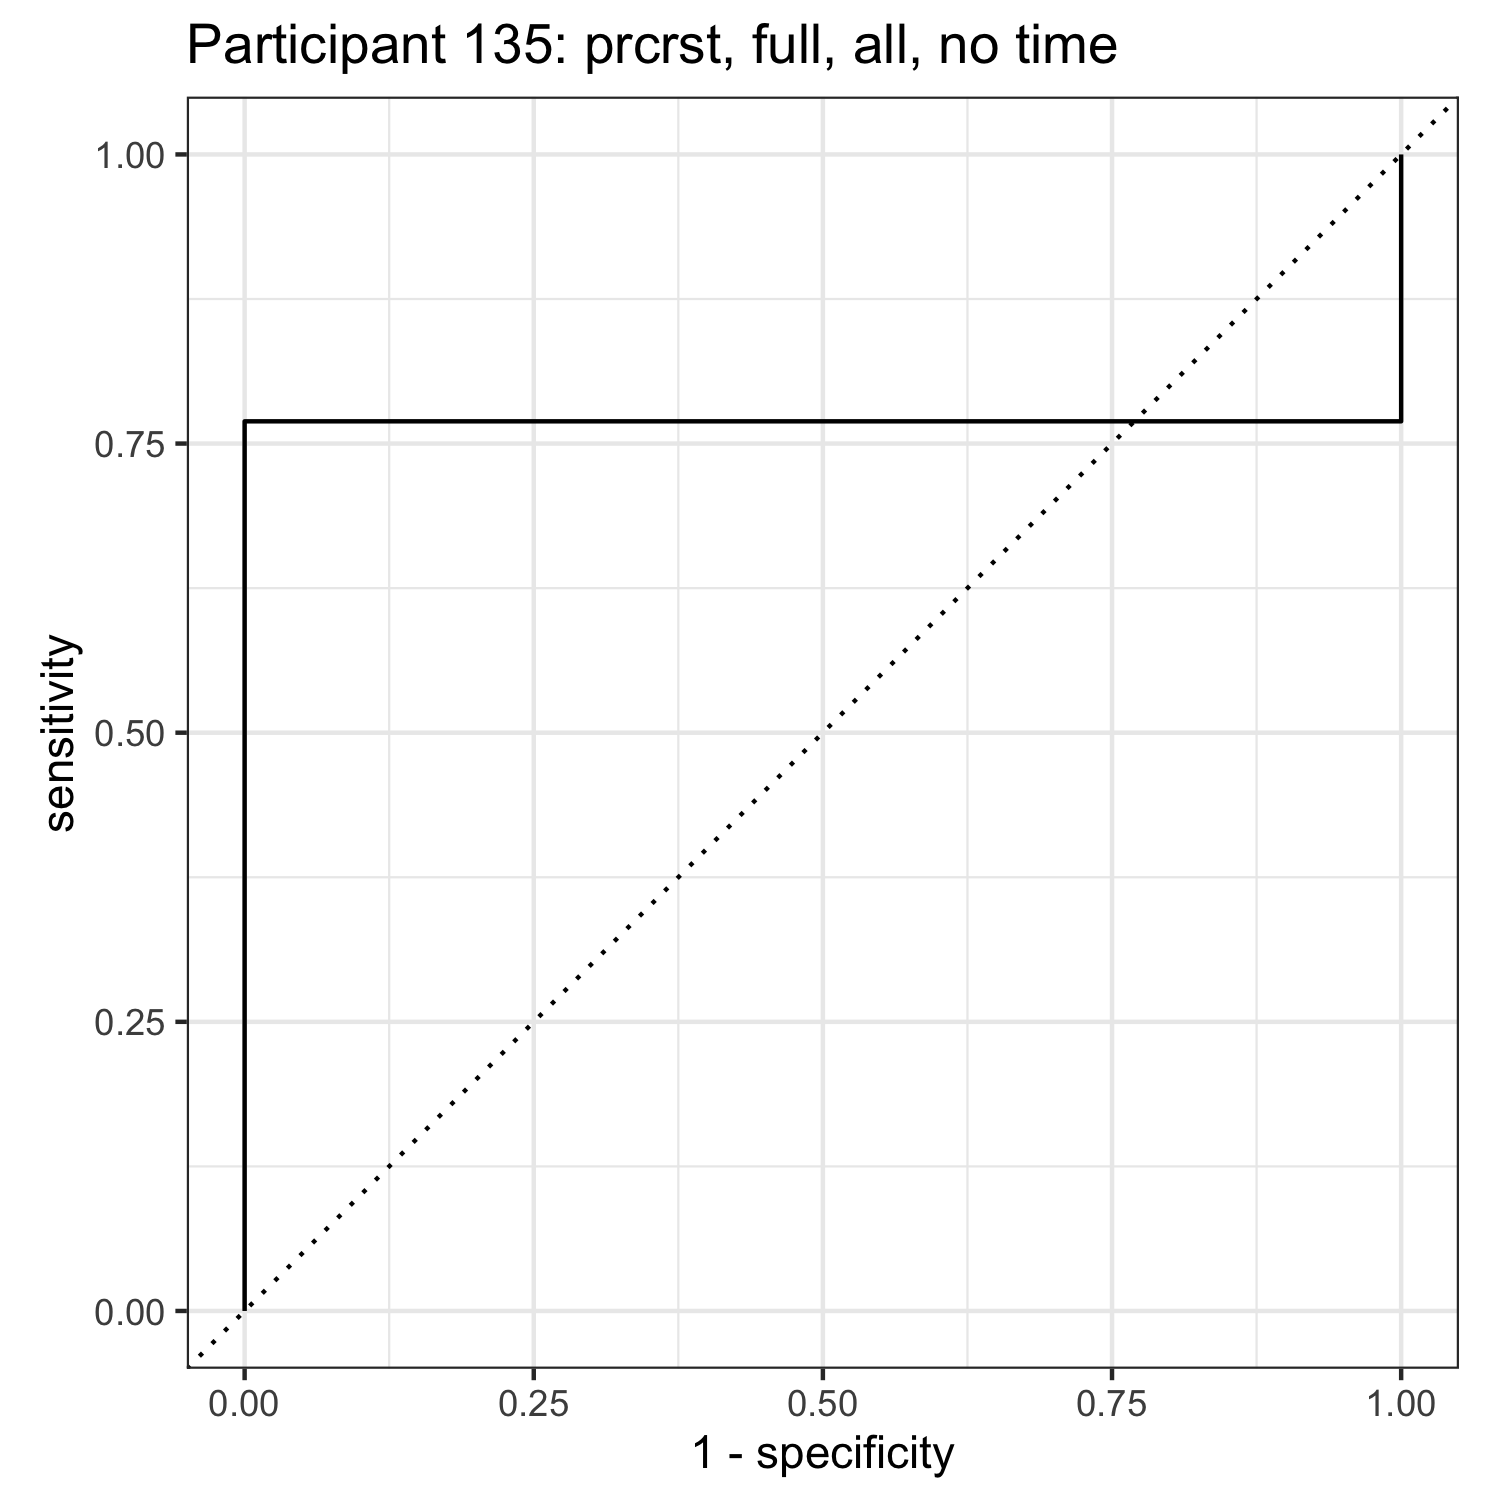 Participant 135: prcrst, full, all, no time
1.00
0.75
0.50
0.25
0.00
sensitivity
0.00 0.25 0.50 0.75 1.00
1 - specificity